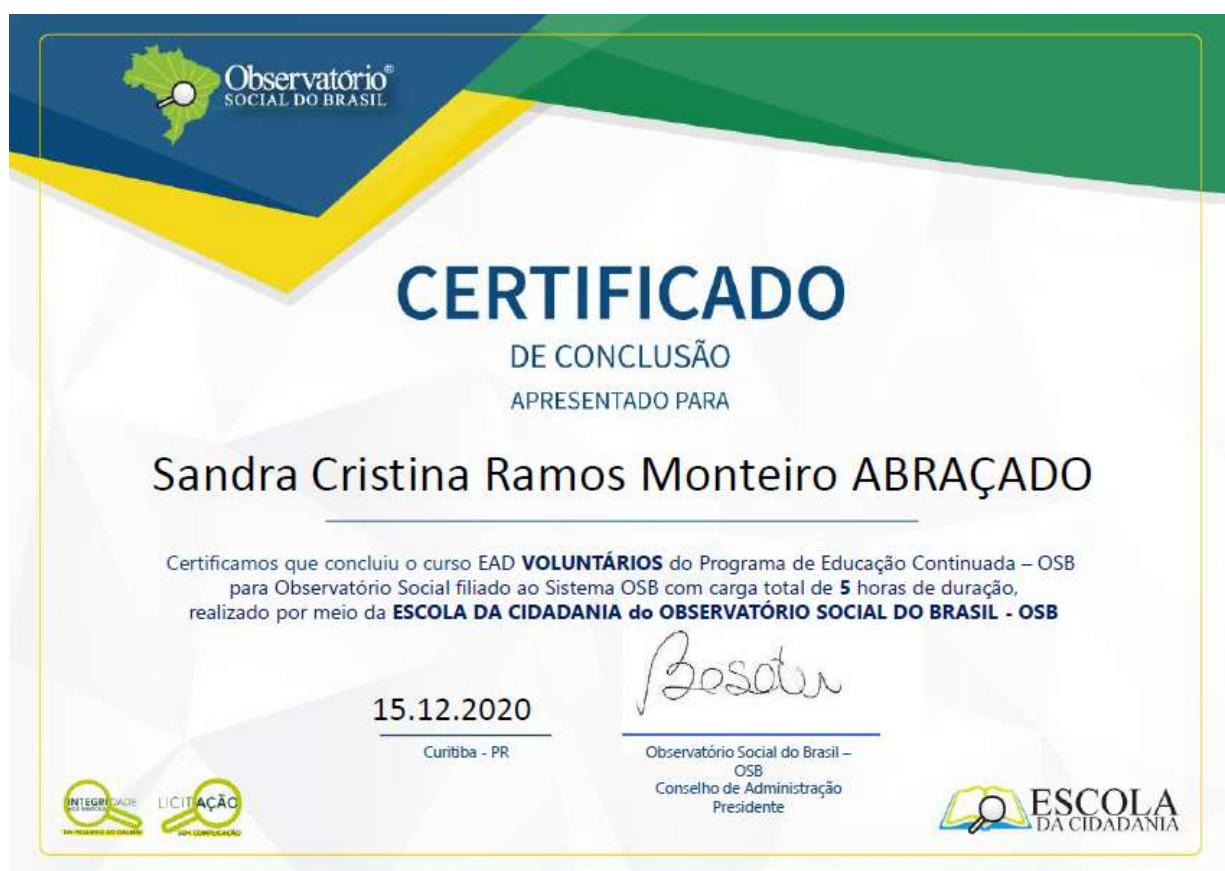 Observatório®
SOCIAL DO BRASIL
CERTIFICADO
DE CONCLUSÃO
APRESENTADO PARA
Sandra Cristina Ramos Monteiro ABRAÇADO
Certificamos que concluiu o curso EAD VOLUNTÁRIOS do Programa de Educação Continuada – OSB
para Observatório Social filiado ao Sistema OSB com carga total de 5 horas de duração,
realizado por meio da ESCOLA DA CIDADANIA do OBSERVATÓRIO SOCIAL DO BRASIL - OSB
15.12.2020
Curitiba - PR
Observatório Social do Brasil –
OSB
Conselho de Administração
Presidente
INTEGRIDADE
LICITAÇÃO
SEM COMPLICAÇÃO
ESCOLA
DA CIDADANIA